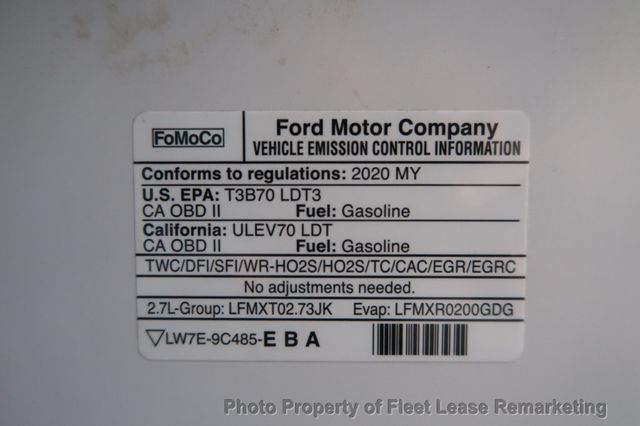 FoMoCo
Ford Motor Company
VEHICLE EMISSION CONTROL INFORMATION
Conforms to regulations: 2020 MY
U.S. EPA: T3B70 LDT3
CA OBD II Fuel: Gasoline
California: ULEV70 LDT
CA OBD II Fuel: Gasoline
TWC/DFI/SFI/WR-HO2S/HO2S/TC/CAC/EGR/EGRC
No adjustments needed.
2.7L-Group: LFMXT02.73JK Evap: LFMXR0200GDG
LW7E-9C485-E B A
Photo Property of Fleet Lease Remarketing